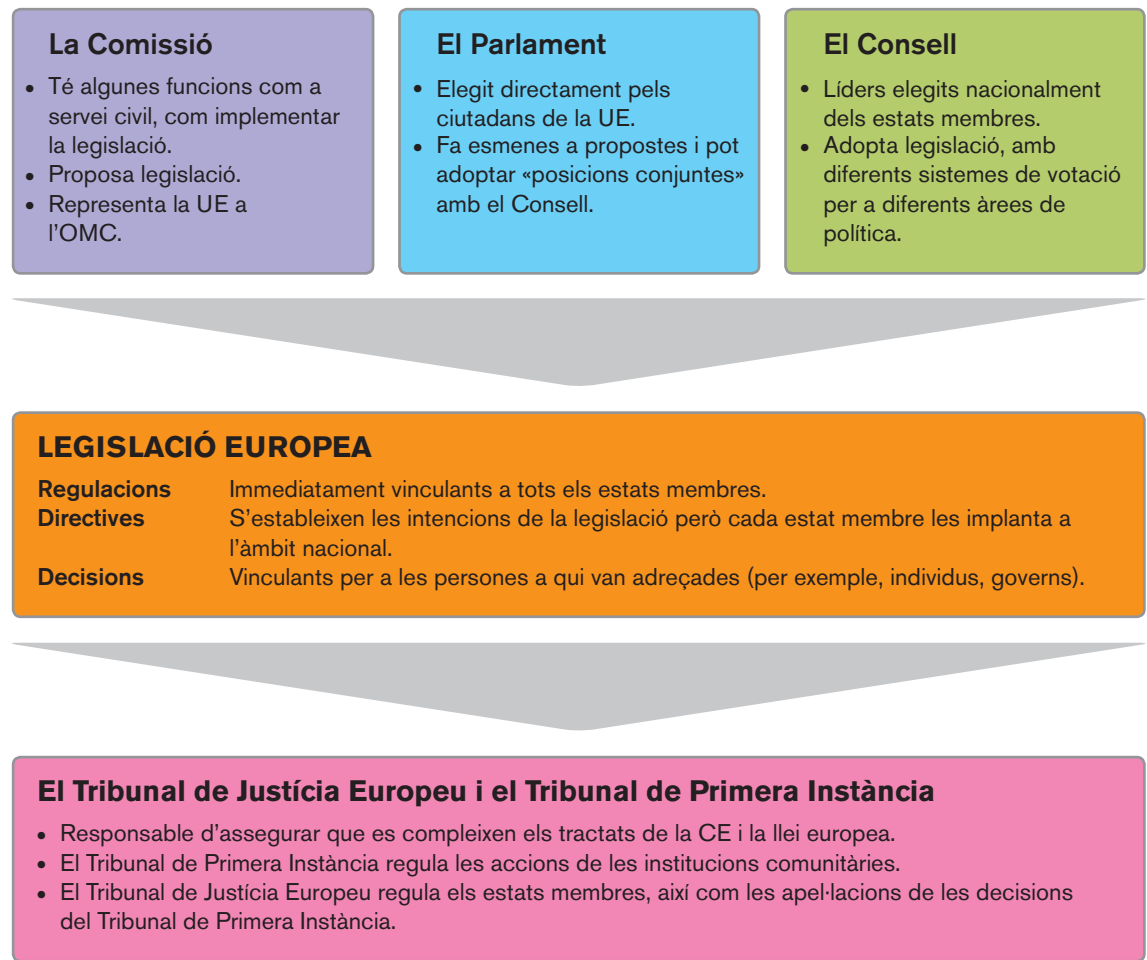 La Comissió
• Té algunes funcions com a
servei civil, com implementar
la legislació.
• Proposa legislació.
• Representa la UE a
l’OMC.
El Parlament
• Elegit directament pels
ciutadans de la UE.
• Fa esmenes a propostes i pot
adoptar «posicions conjuntes»
amb el Consell.
El Consell
• Líders elegits nacionalment
dels estats membres.
• Adopta legislació, amb
diferents sistemes de votació
per a diferents àrees de
política.
LEGISLACIÓ EUROPEA
Regulacions Immediatament vinculants a tots els estats membres.
Directives S’estableixen les intencions de la legislació però cada estat membre les implanta a
l’àmbit nacional.
Decisions Vinculants per a les persones a qui van adreçades (per exemple, individus, governs).
El Tribunal de Justícia Europeu i el Tribunal de Primera Instància
• Responsable d’assegurar que es compleixen els tractats de la CE i la llei europea.
• El Tribunal de Primera Instància regula les accions de les institucions comunitàries.
• El Tribunal de Justícia Europeu regula els estats membres, així com les apel·lacions de les decisions
del Tribunal de Primera Instància.